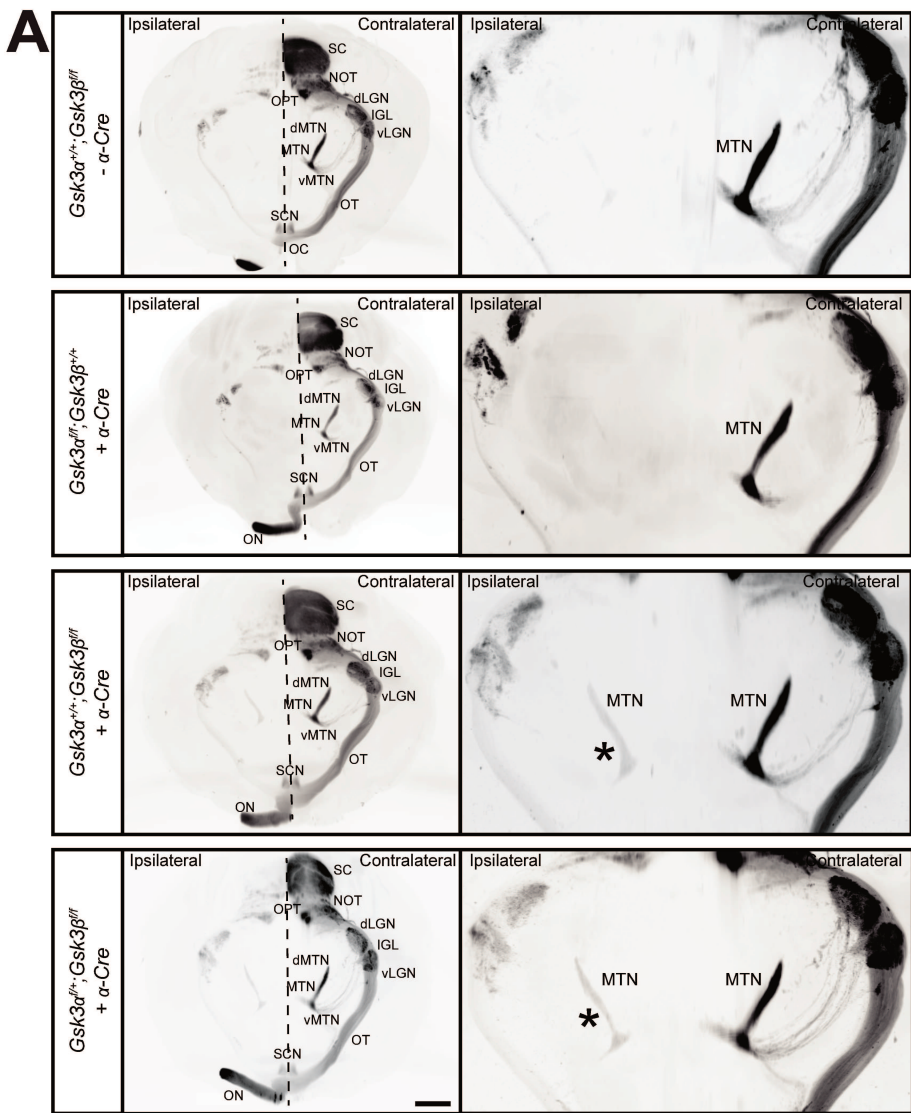 A
Gsk3α+/+;Gsk3βf/f
- α-Cre
Ipsilateral
Contralateral
SC
NOT
OPT
dLGN
IGL
dMTN
vLGN
MTN
vMTN
OT
SCN
OC
Ipsilateral
Contralateral
MTN
Gsk3αf/f;Gsk3β+/+
+ α-Cre
Ipsilateral
Contralateral
SC
NOT
OPT
dLGN
IGL
dMTN
vLGN
MTN
vMTN
OT
SCN
ON
Ipsilateral
Contralateral
MTN
Gsk3α+/+;Gsk3βf/f
+ α-Cre
Ipsilateral
Contralateral
SC
NOT
OPT
dLGN
IGL
dMTN
vLGN
MTN
vMTN
OT
SCN
ON
Ipsilateral
Contralateral
MTN
MTN
*
Gsk3αf/+;Gsk3βf/f
+ α-Cre
Ipsilateral
Contralateral
SC
NOT
OPT
dLGN
IGL
dMTN
vLGN
MTN
vMTN
OT
SCN
ON
Ipsilateral
Contralateral
MTN
MTN
*